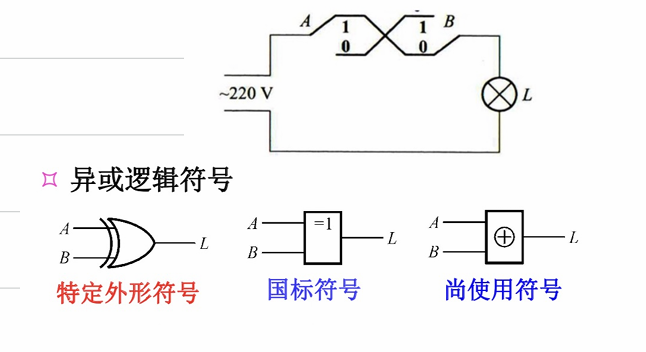 A 1 1 B
0 0
~220 V L
异或逻辑符号
A =1 A A
B L B L B L
特定外形符号 国标符号 尚使用符号